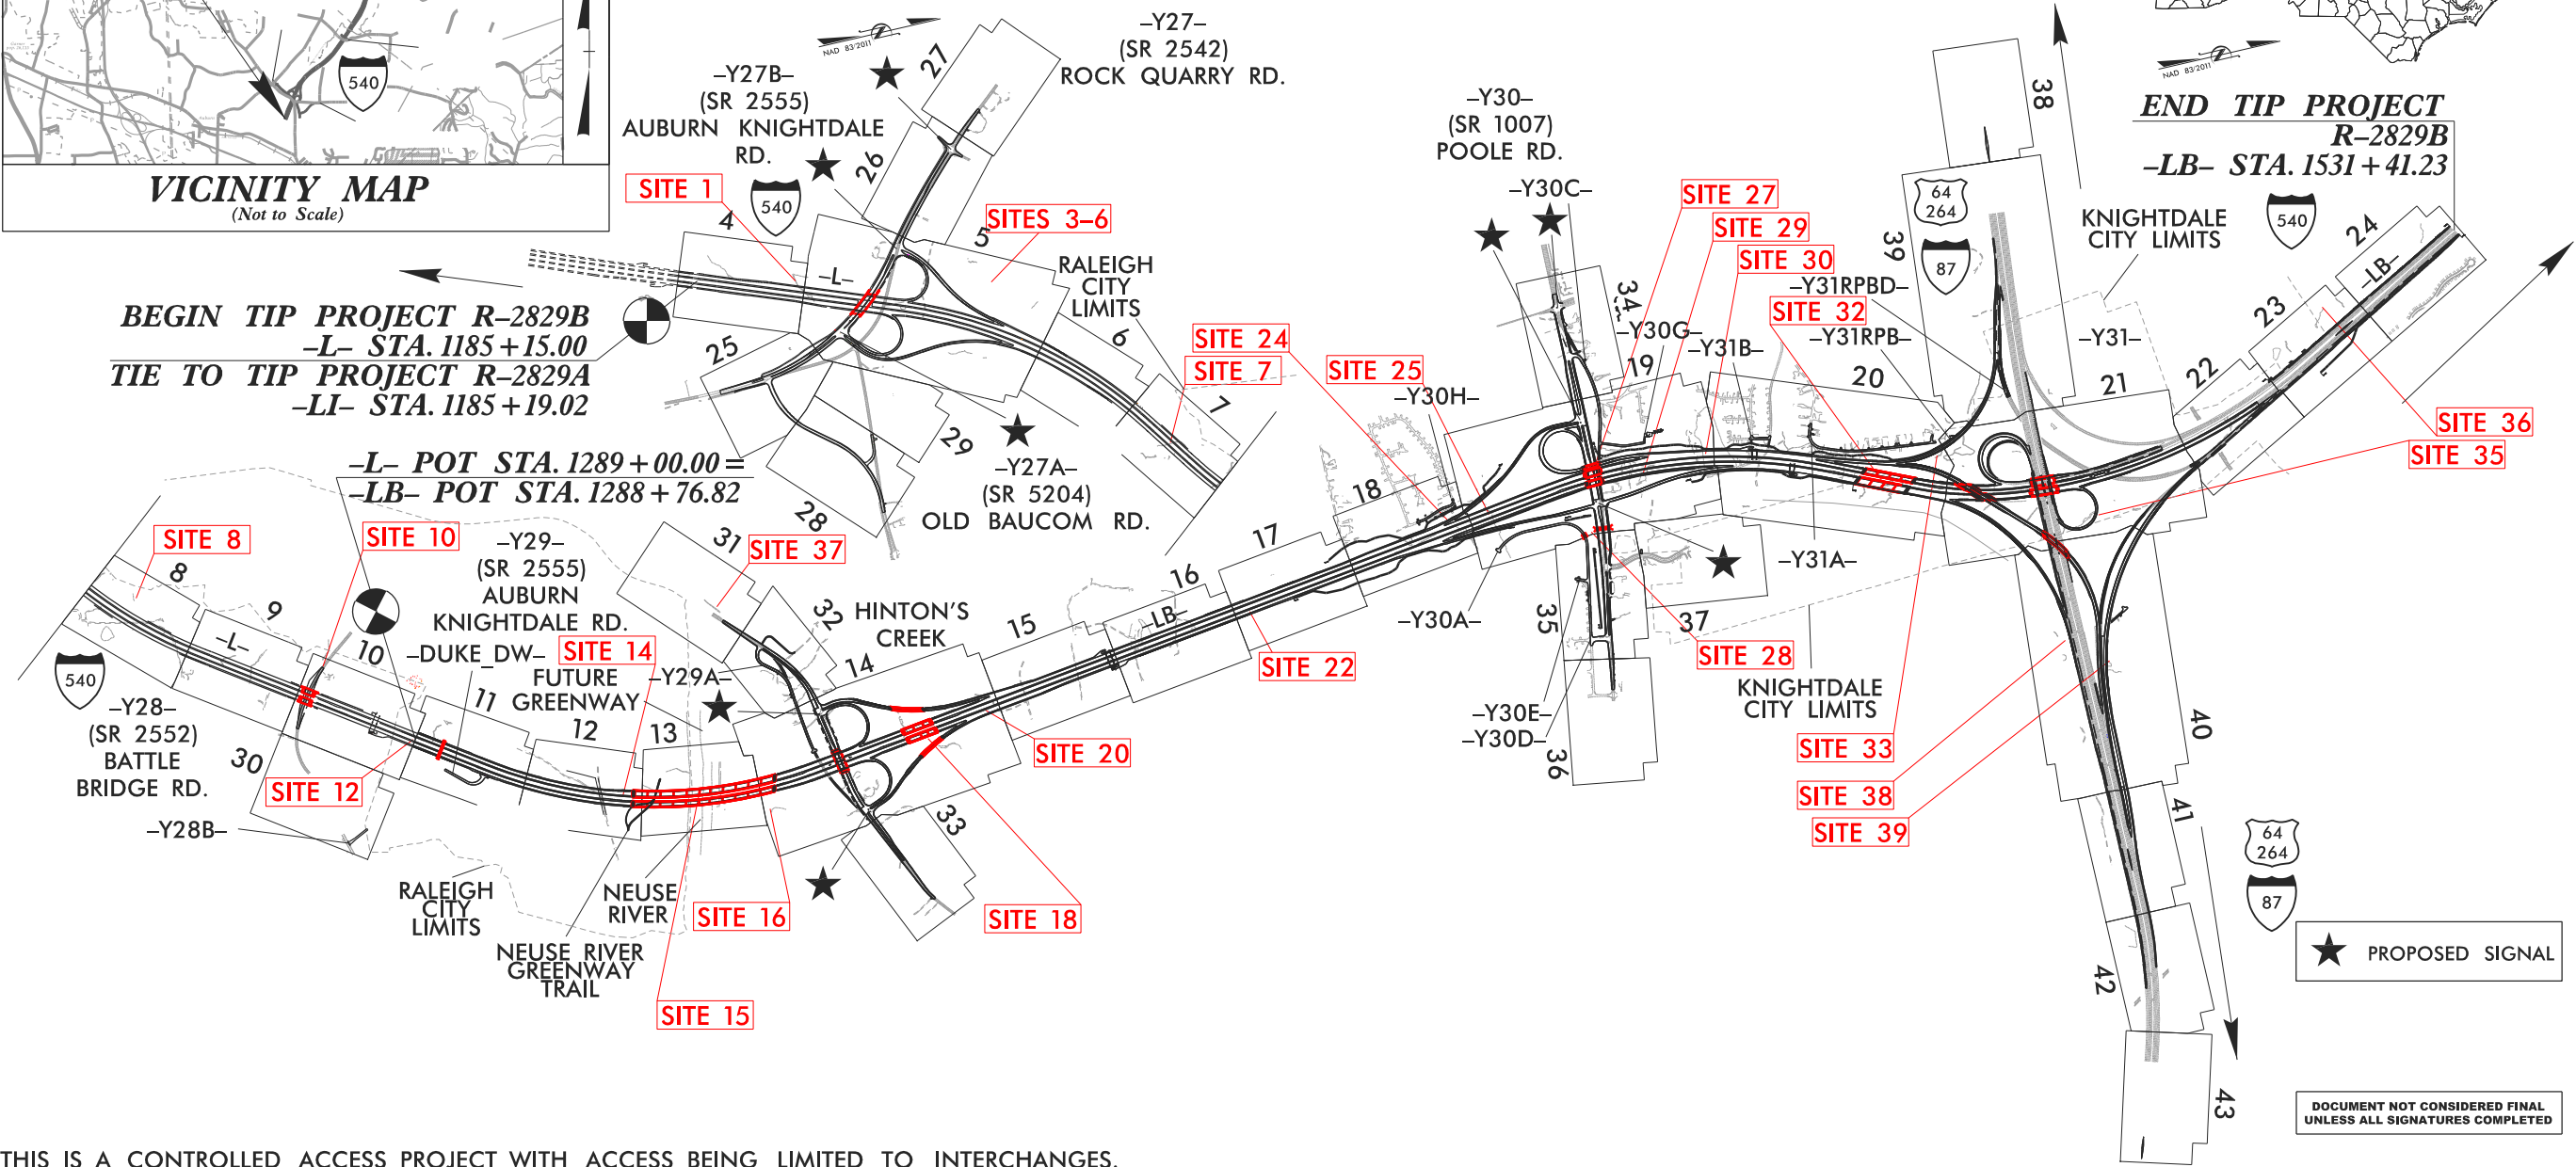 540
VICINITY MAP
(Not to Scale)
NAD 83/2011
–Y27–
(SR 2542)
ROCK QUARRY RD.
–Y27B–
(SR 2555)
AUBURN KNIGHTDALE
RD.
27
26
SITE 1
4
540
5
SITES 3–6
RALEIGH
CITY
LIMITS
–L–
BEGIN TIP PROJECT R–2829B
–L– STA. 1185+15.00
TIE TO TIP PROJECT R–2829A
–LI– STA. 1185+19.02
25
6
SITE 7
7
29
28
–Y27A–
(SR 5204)
OLD BAUCOM RD.
–L– POT STA. 1289+00.00 =
–LB– POT STA. 1288+76.82
SITE 8
8
9
–L–
540
SITE 10
10
–Y28–
(SR 2552)
BATTLE
BRIDGE RD.
30
–Y28B–
SITE 12
–Y29–
(SR 2555)
AUBURN
KNIGHTDALE RD.
–DUKE_DW–
SITE 14
FUTURE
GREENWAY
11
12
13
–Y29A–
31
SITE 37
32
HINTON'S
CREEK
14
15
16
17
18
–LB–
SITE 20
SITE 22
RALEIGH
CITY
LIMITS
NEUSE
RIVER
NEUSE RIVER
GREENWAY
TRAIL
SITE 15
SITE 16
33
SITE 18
–Y30–
(SR 1007)
POOLE RD.
–Y30C–
SITE 24
SITE 25
–Y30H–
34
–Y30G–
19
SITE 27
SITE 29
SITE 30
–Y31B–
SITE 32
–Y31RPBD–
–Y31RPB–
20
–Y30A–
35
–Y30E–
–Y30D–
36
37
–Y31A–
SITE 28
KNIGHTDALE
CITY LIMITS
SITE 33
SITE 38
SITE 39
38
39
64
264
87
NAD 83/2011
END TIP PROJECT
R–2829B
–LB– STA. 1531+41.23
KNIGHTDALE
CITY LIMITS
540
–Y31–
21
22
23
24
–LB–
SITE 36
SITE 35
40
41
42
43
64
264
87
PROPOSED SIGNAL
DOCUMENT NOT CONSIDERED FINAL
UNLESS ALL SIGNATURES COMPLETED
THIS IS A CONTROLLED ACCESS PROJECT WITH ACCESS BEING LIMITED TO INTERCHANGES.